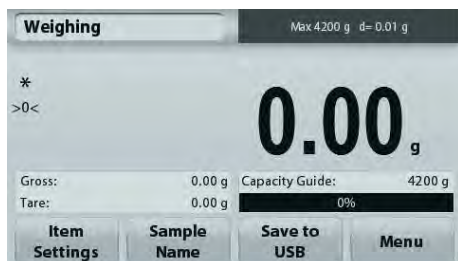 Weighing
Max 4200 g d= 0.01 g
*
>0<
0.00 g
Gross: 0.00 g
Capacity Guide: 4200 g
Tare: 0.00 g
0%
Item Settings
Sample Name
Save to USB
Menu